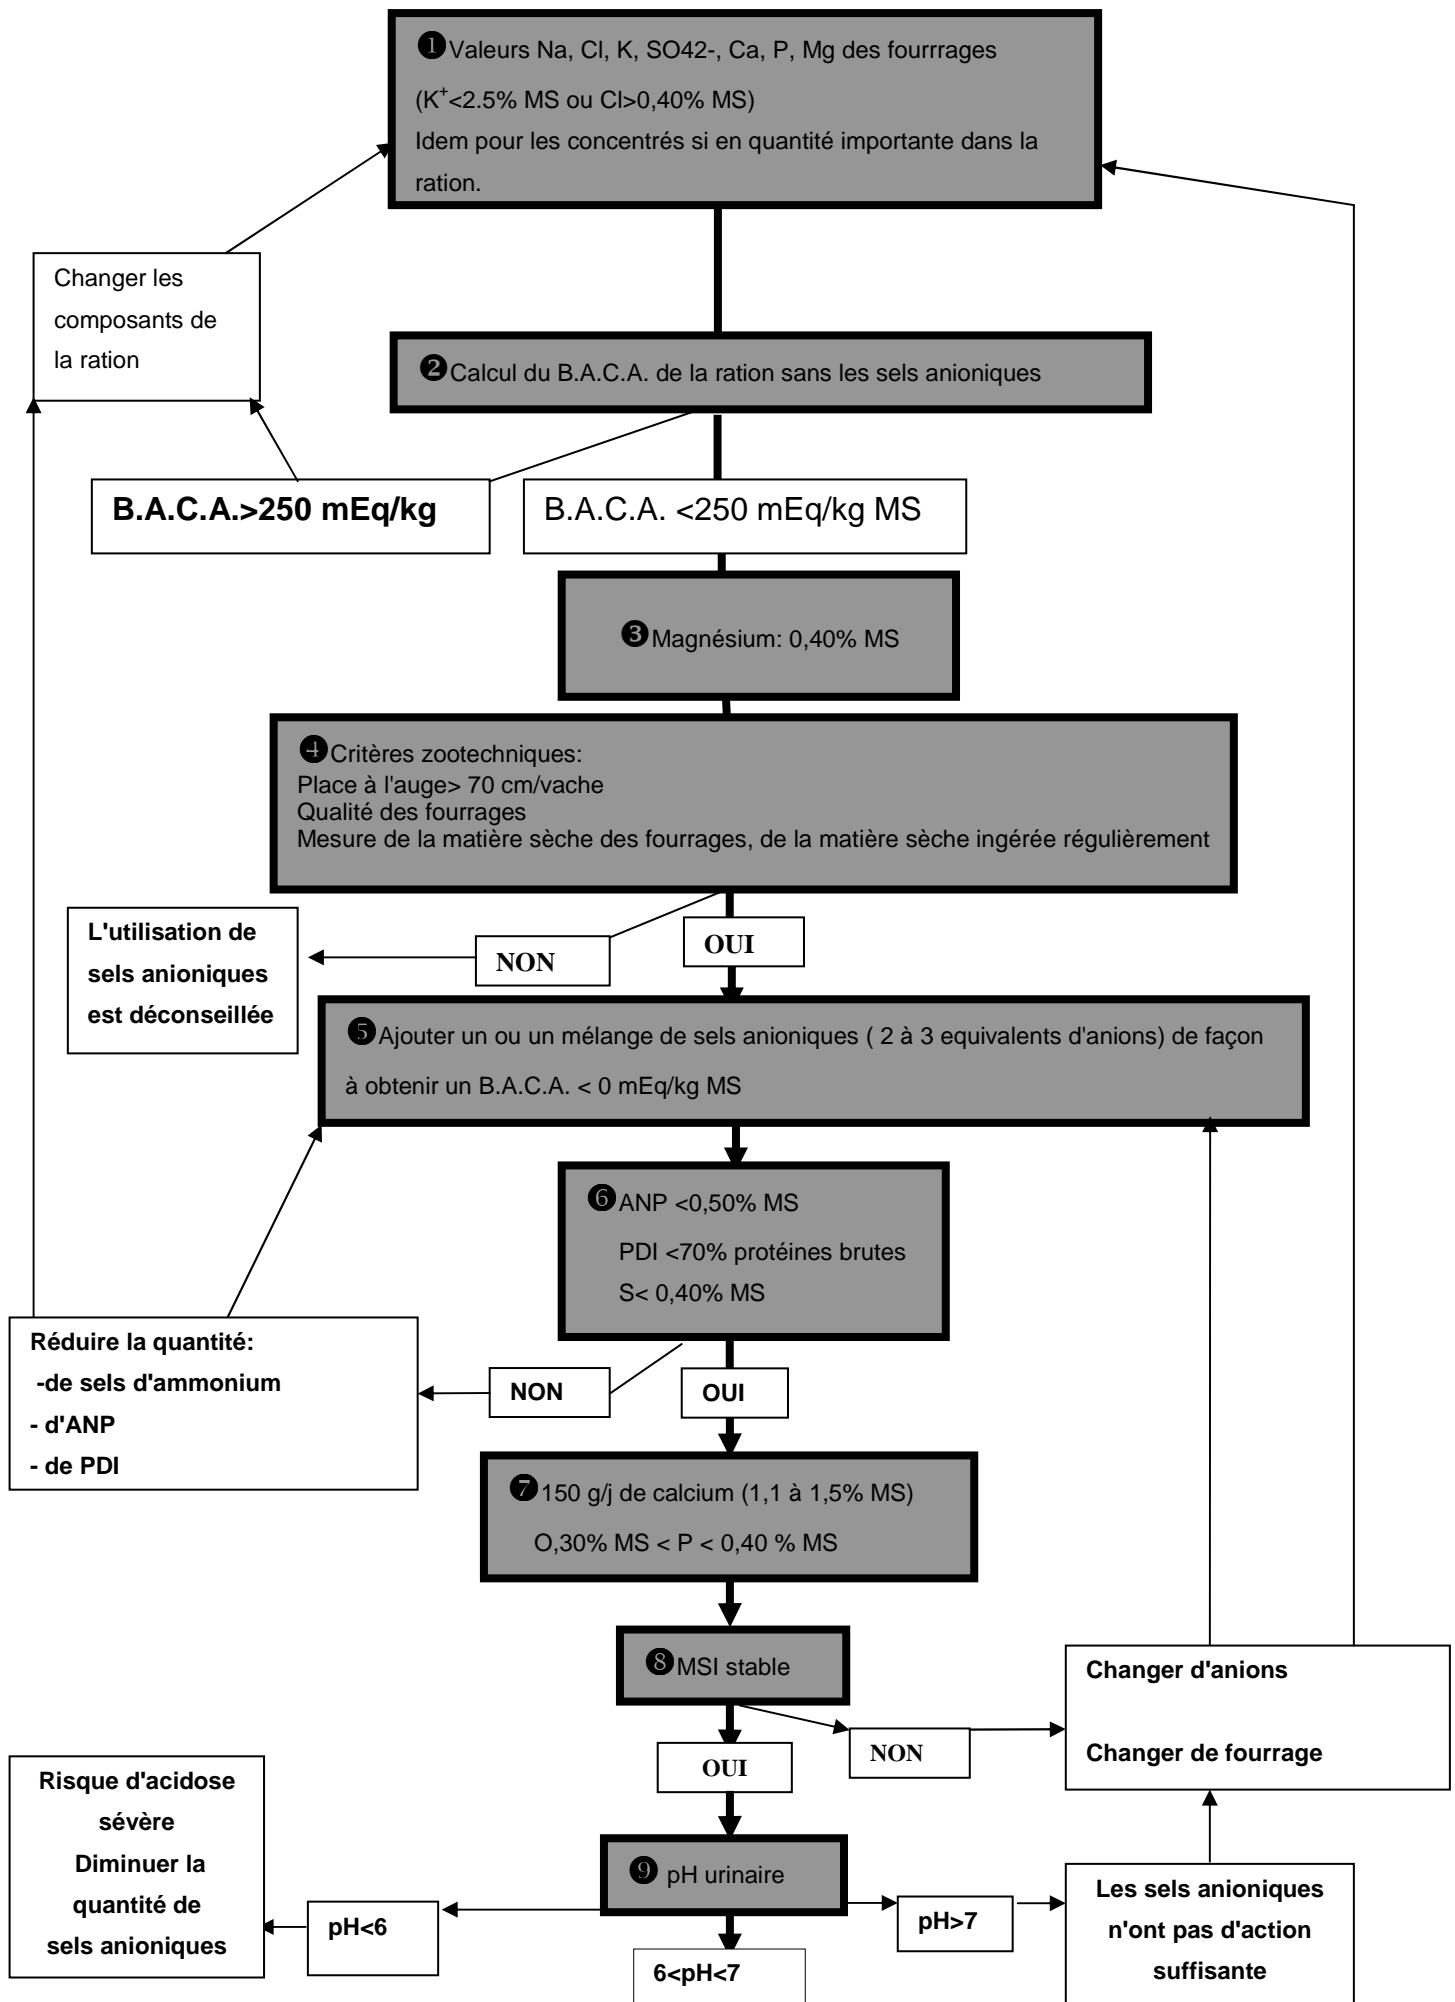 ❶Valeurs Na, Cl, K, SO42-, Ca, P, Mg des fourrrages
(K+<2.5% MS ou Cl>0,40% MS)
Idem pour les concentrés si en quantité importante dans la
ration.
Changer les
composants de
la ration
❷Calcul du B.A.C.A. de la ration sans les sels anioniques
B.A.C.A.>250 mEq/kg
B.A.C.A. <250 mEq/kg MS
❸Magnésium: 0,40% MS
❹Critères zootechniques:
Place à l'auge> 70 cm/vache
Qualité des fourrages
Mesure de la matière sèche des fourrages, de la matière sèche ingérée régulièrement
L'utilisation de
sels anioniques
est déconseillée
NON
OUI
❺Ajouter un ou un mélange de sels anioniques ( 2 à 3 equivalents d'anions) de façon
à obtenir un B.A.C.A. < 0 mEq/kg MS
❻ANP <0,50% MS
PDI <70% protéines brutes
S< 0,40% MS
Réduire la quantité:
-de sels d'ammonium
- d'ANP
- de PDI
NON
OUI
❼150 g/j de calcium (1,1 à 1,5% MS)
O,30% MS < P < 0,40 % MS
❽MSI stable
OUI
NON
Changer d'anions
Changer de fourrage
Risque d'acidose
sévère
Diminuer la
quantité de
sels anioniques
pH<6
❾ pH urinaire
6<pH<7
pH>7
Les sels anioniques
n'ont pas d'action
suffisante